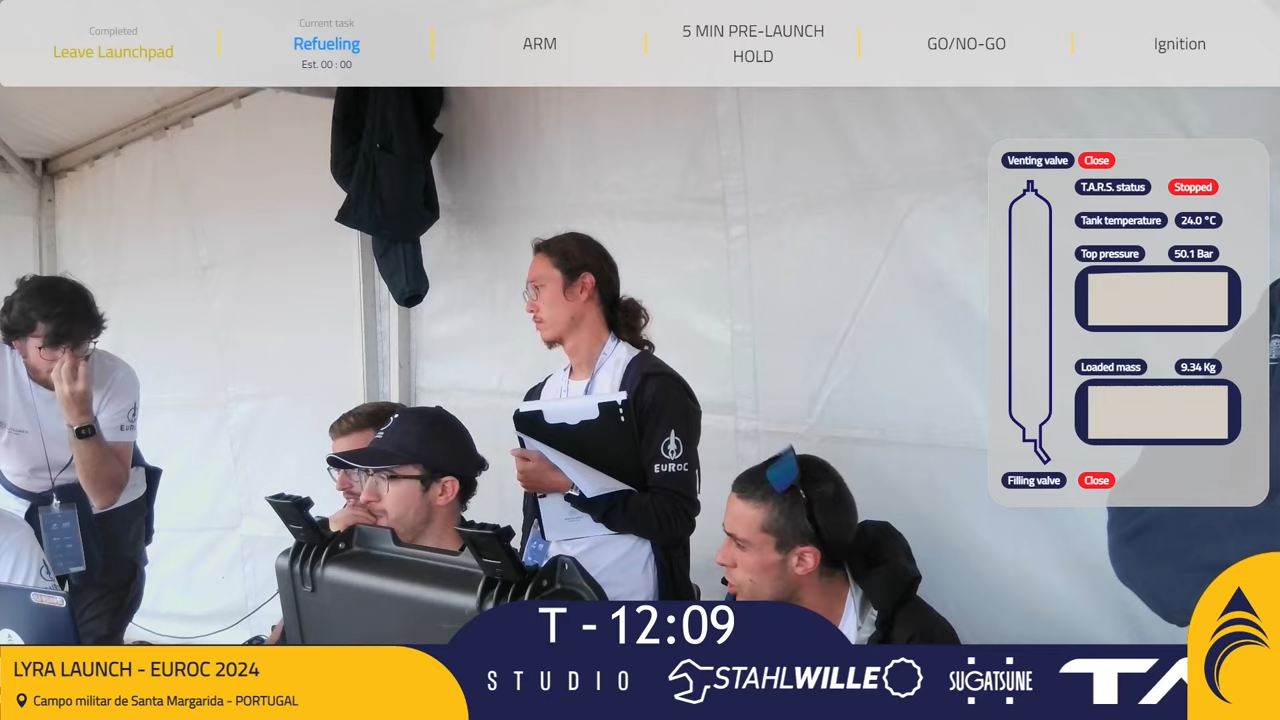 Completed
Leave Launchpad
Current task
Refueling
Est. 00 : 00
ARM
5 MIN PRE-LAUNCH
HOLD
GO/NO-GO
Ignition
Venting valve Close
T.A.R.S. status Stopped
Tank temperature 24.0 °C
Top pressure 50.1 Bar
Loaded mass 9.34 Kg
Filling valve Close
EUROC
T - 12:09
LYRA LAUNCH - EUROC 2024
Campo militar de Santa Margarida - PORTUGAL
STUDIO
STAHLWILLE
SUGATSUNE